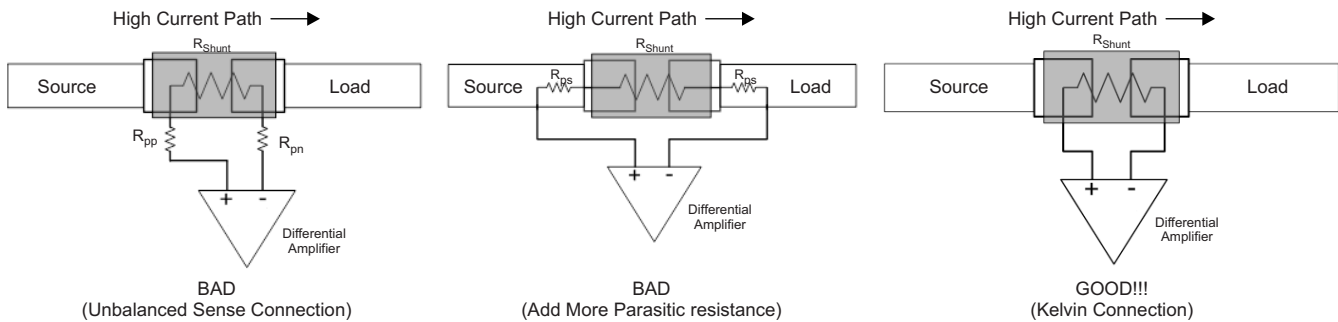 High Current Path
R_Shunt
Source
Load
R_pp
R_pn
+
-
Differential
Amplifier
BAD
(Unbalanced Sense Connection)
High Current Path
R_Shunt
Source
R_ps
R_ps
Load
+
-
Differential
Amplifier
BAD
(Add More Parasitic resistance)
High Current Path
R_Shunt
Source
Load
+
-
Differential
Amplifier
GOOD!!!
(Kelvin Connection)